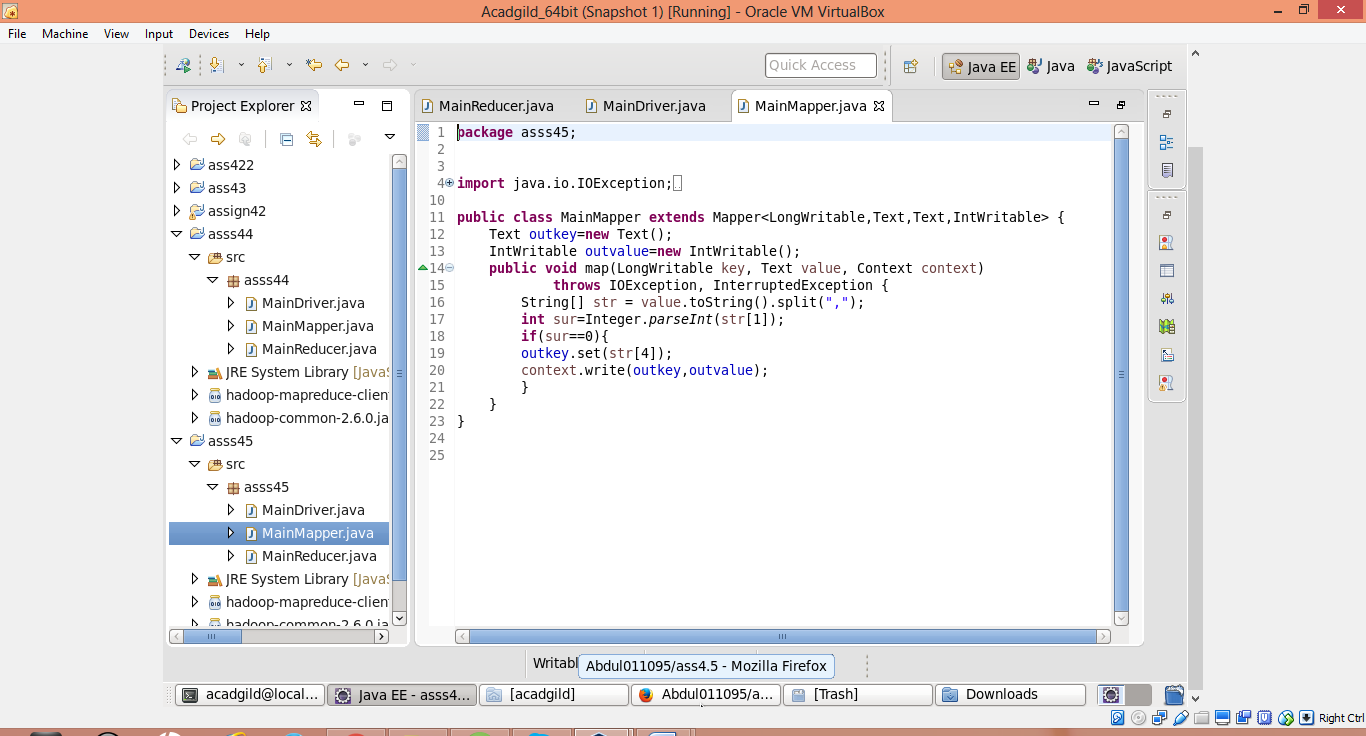 Acadgild_64bit (Snapshot 1) [Running] - Oracle VM VirtualBox
File Machine View Input Devices Help
Quick Access
Java EE
Java
JavaScript
Project Explorer
MainReducer.java
MainDriver.java
MainMapper.java
ass422
ass43
assign42
asss44
src
asss44
MainDriver.java
MainMapper.java
MainReducer.java
JRE System Library [JavaS
hadoop-mapreduce-clien
hadoop-common-2.6.0.ja
asss45
src
asss45
MainDriver.java
MainMapper.java
MainReducer.java
JRE System Library [JavaS
hadoop-mapreduce-clien
hadoop-common-2.6.0.ja
1 package asss45;
2
3
4 import java.io.IOException;
10
11 public class MainMapper extends Mapper<LongWritable,Text,Text,IntWritable> {
12 Text outkey=new Text();
13 IntWritable outvalue=new IntWritable();
14 public void map(LongWritable key, Text value, Context context)
15 throws IOException, InterruptedException {
16 String[] str = value.toString().split(",");
17 int sur=Integer.parseInt(str[1]);
18 if(sur==0){
19 outkey.set(str[4]);
20 context.write(outkey,outvalue);
21 }
22 }
23 }
24
25
Writabl
Abdul011095/ass4.5 - Mozilla Firefox
acadgild@local...
Java EE - asss4...
[acadgild]
Abdul011095/a...
[Trash]
Downloads
Right Ctrl